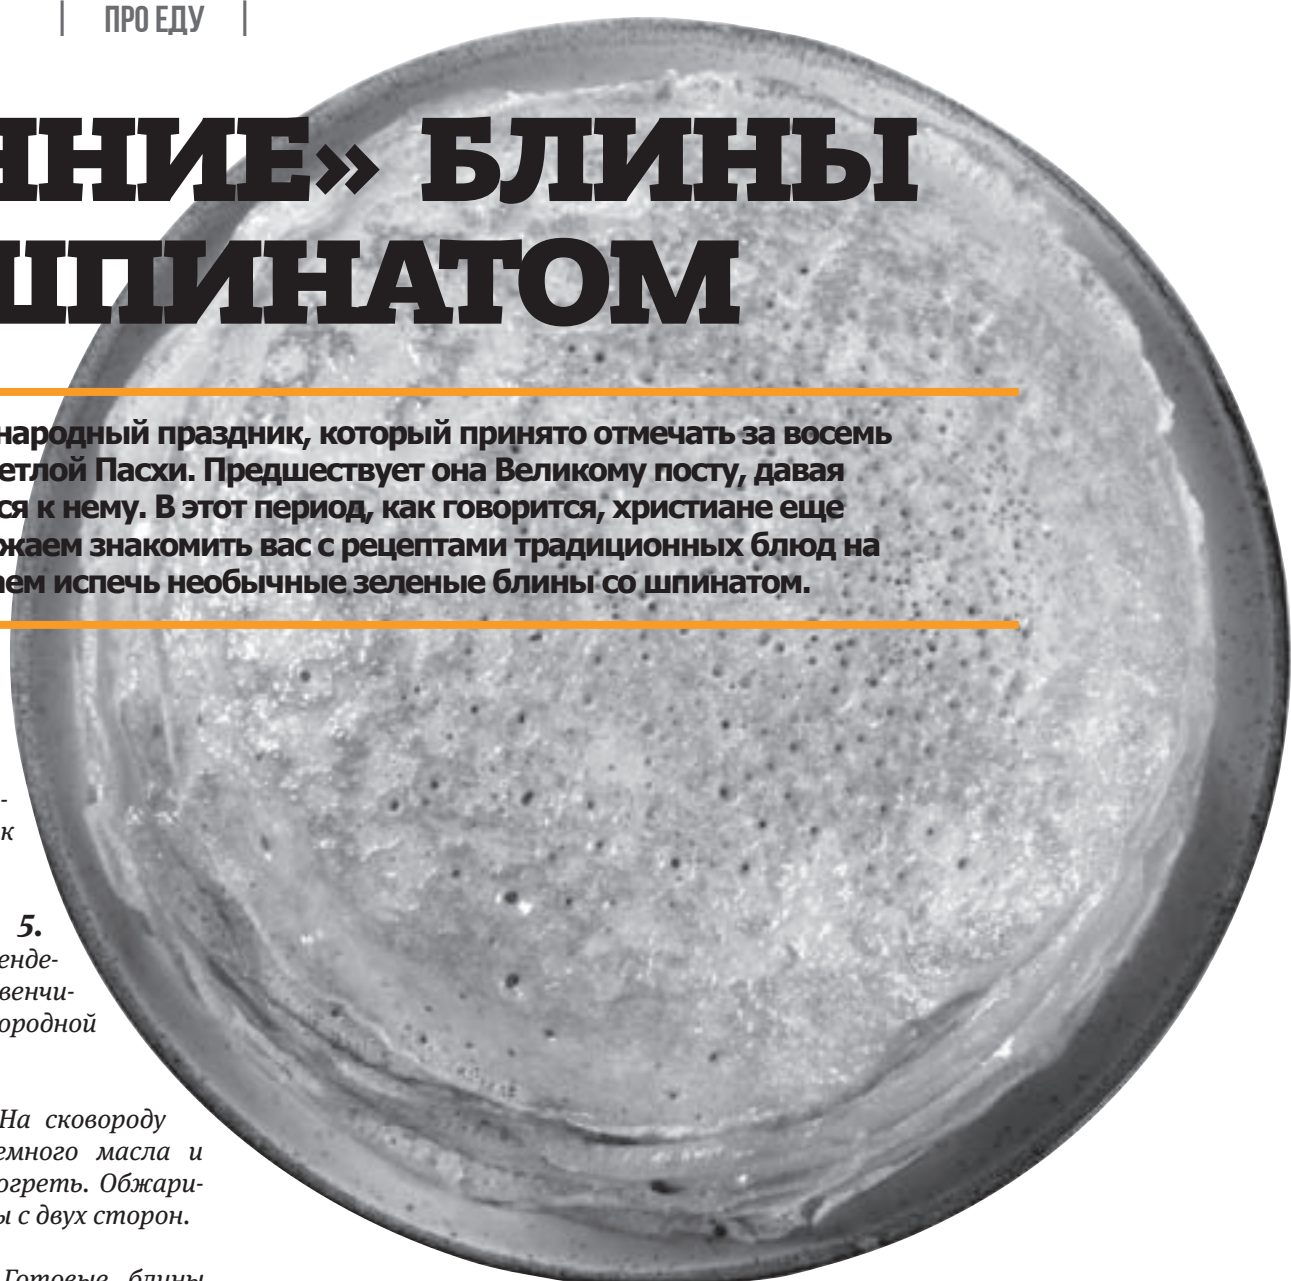 ПРО ЕДУ
ННИЕ» БЛИНЫ
ШПИНАТОМ
народный праздник, который принято отмечать за восемь
етлой Пасхи. Предшествует она Великому посту, давая
ся к нему. В этот период, как говорится, христиане еще
жаем знакомить вас с рецептами традиционных блюд на
аем испечь необычные зеленые блины со шпинатом.
-
к
5.
енде-
венчи-
ородной
На сковороду
емного масла и
огреть. Обжари-
ы с двух сторон.
Готовые блины